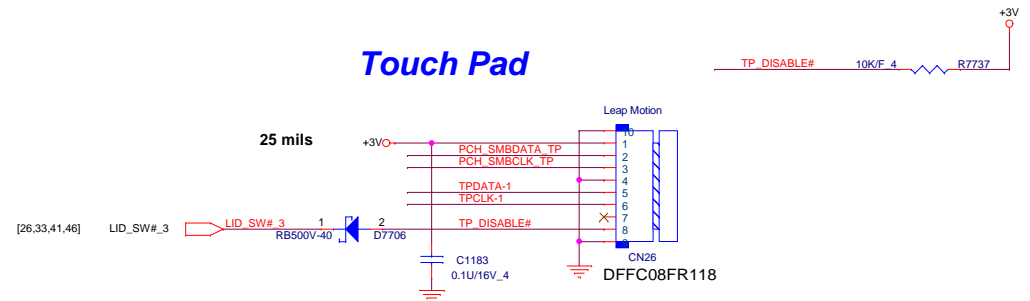 +3V
Touch Pad
TP_DISABLE# 10K/F_4 R7737
Leap Motion
25 mils
+3V
10
1
PCH_SMBDATA_TP 2
PCH_SMBCLK_TP 3
4
TPDATA-1 5
TPCLK-1 6
7
[26,33,41,46] LID_SW#_3 LID_SW#_3 1 2 TP_DISABLE# 8
RB500V-40 D7706
9
CN26
C1183
0.1U/16V_4
DFFC08FR118